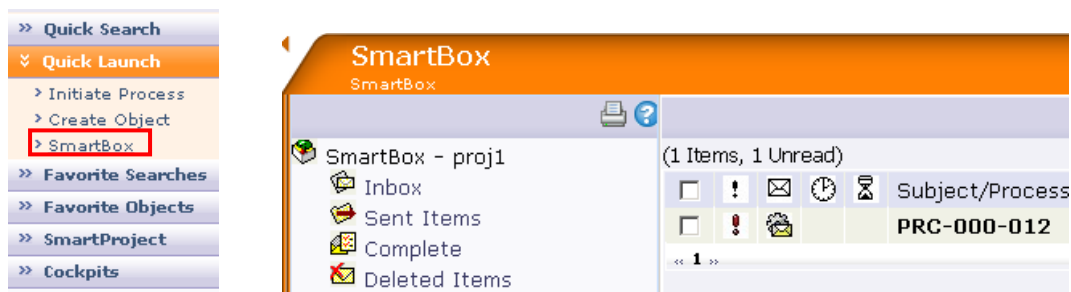 Quick Search
Quick Launch
Initiate Process
Create Object
SmartBox
Favorite Searches
Favorite Objects
SmartProject
Cockpits
SmartBox
SmartBox
SmartBox - proj1
Inbox
Sent Items
Complete
Deleted Items
(1 Items, 1 Unread)
Subject/Process
PRC-000-012
« 1 »